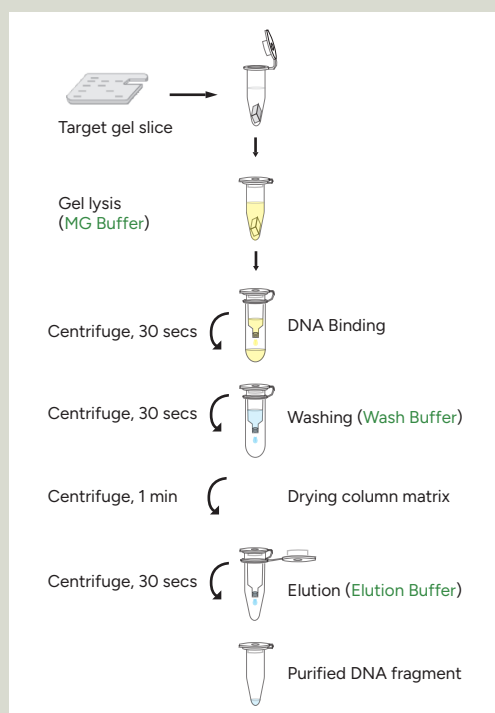 Target gel slice
Gel lysis
(MG Buffer)
Centrifuge, 30 secs
DNA Binding
Centrifuge, 30 secs
Washing (Wash Buffer)
Centrifuge, 1 min
Drying column matrix
Centrifuge, 30 secs
Elution (Elution Buffer)
Purified DNA fragment